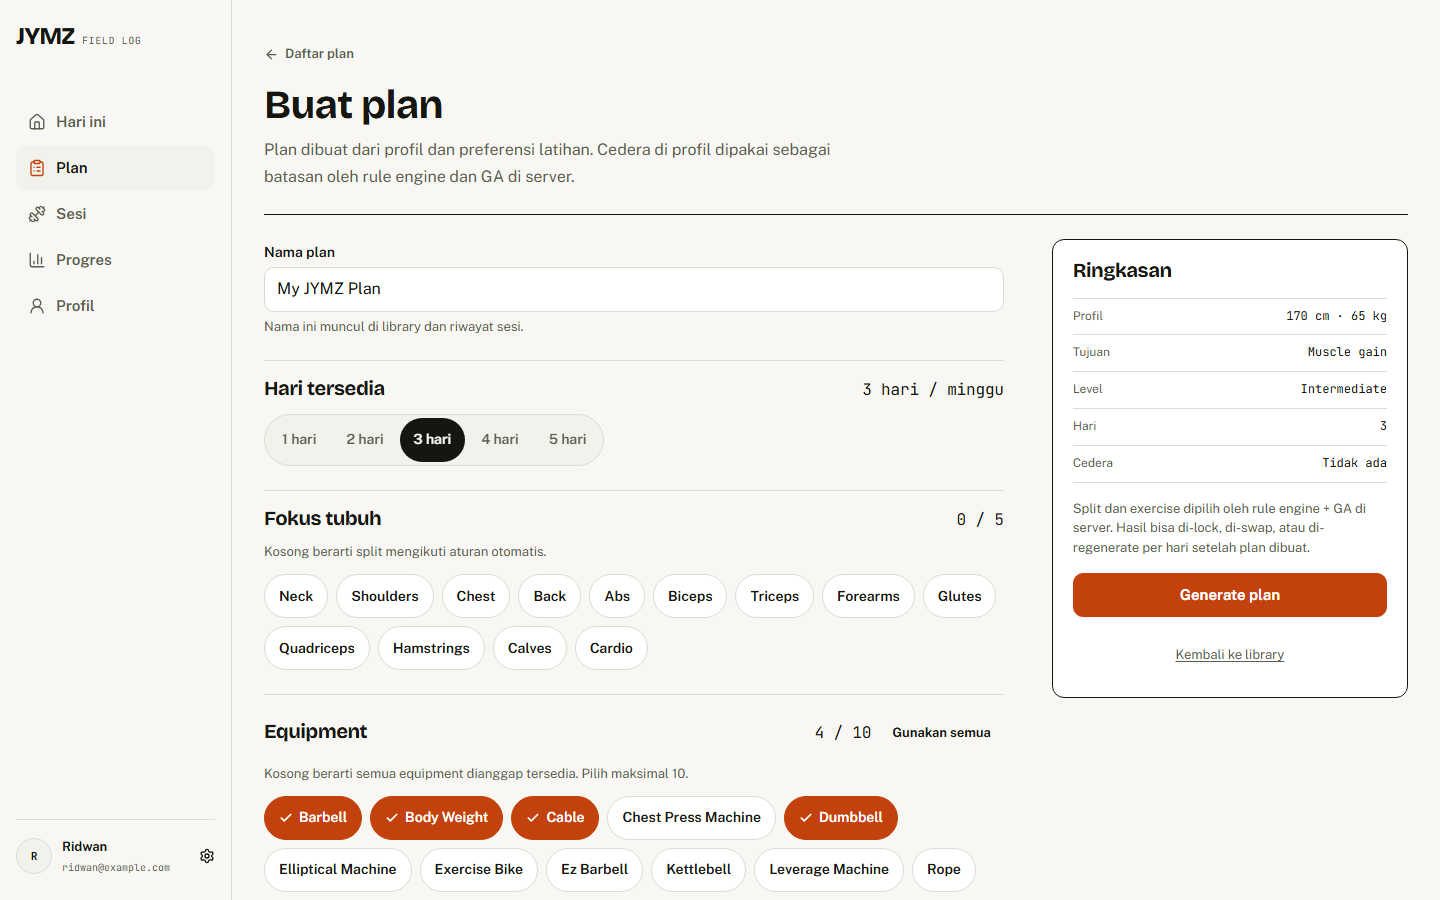 JYMZ FIELD LOG
Hari ini
Plan
Sesi
Progres
Profil
R
Ridwan
ridwan@example.com
Daftar plan
Buat plan
Plan dibuat dari profil dan preferensi latihan. Cedera di profil dipakai sebagai
batasan oleh rule engine dan GA di server.
Nama plan
My JYMZ Plan
Nama ini muncul di library dan riwayat sesi.
Hari tersedia 3 hari / minggu
1 hari 2 hari 3 hari 4 hari 5 hari
Fokus tubuh 0 / 5
Kosong berarti split mengikuti aturan otomatis.
Neck Shoulders Chest Back Abs Biceps Triceps Forearms Glutes
Quadriceps Hamstrings Calves Cardio
Equipment 4 / 10 Gunakan semua
Kosong berarti semua equipment dianggap tersedia. Pilih maksimal 10.
Barbell Body Weight Cable Chest Press Machine Dumbbell
Elliptical Machine Exercise Bike Ez Barbell Kettlebell Leverage Machine Rope
Ringkasan
Profil 170 cm · 65 kg
Tujuan Muscle gain
Level Intermediate
Hari 3
Cedera Tidak ada
Split dan exercise dipilih oleh rule engine + GA di
server. Hasil bisa di-lock, di-swap, atau di-
regenerate per hari setelah plan dibuat.
Generate plan
Kembali ke library